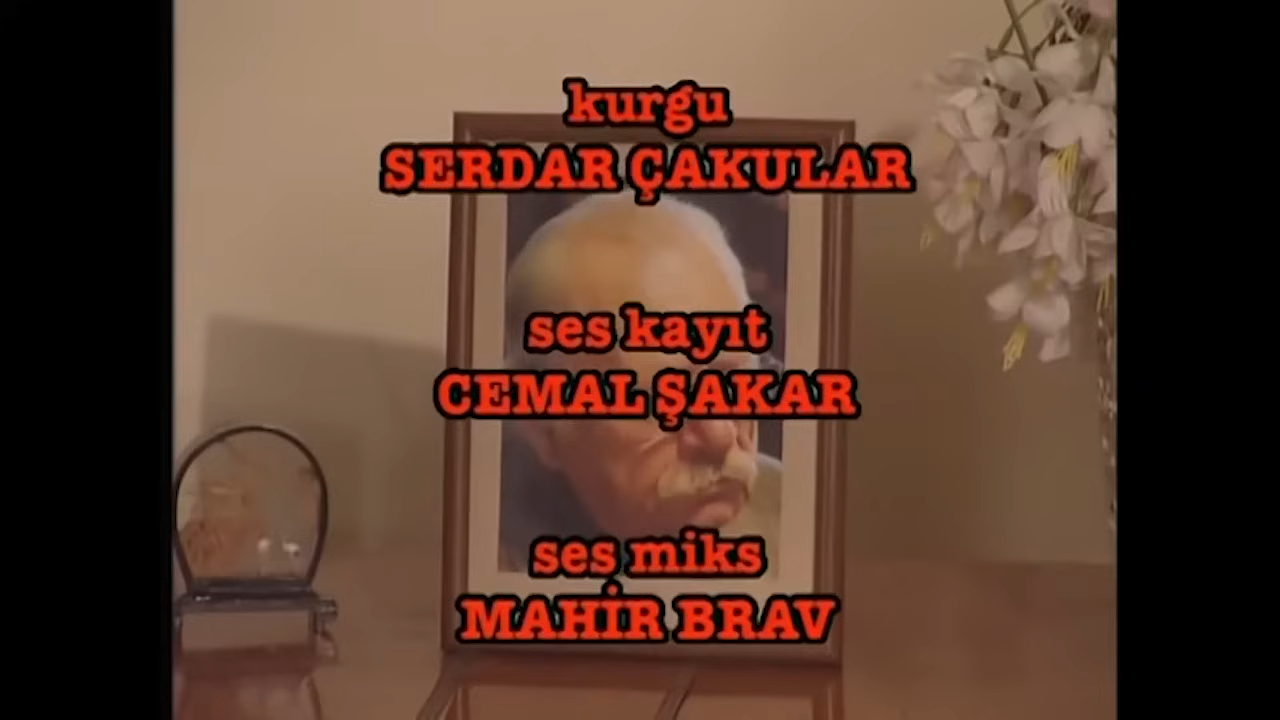 kurgu
SERDAR ÇAKULAR
ses kayıt
CEMAL ŞAKAR
ses miks
MAHİR BRAV